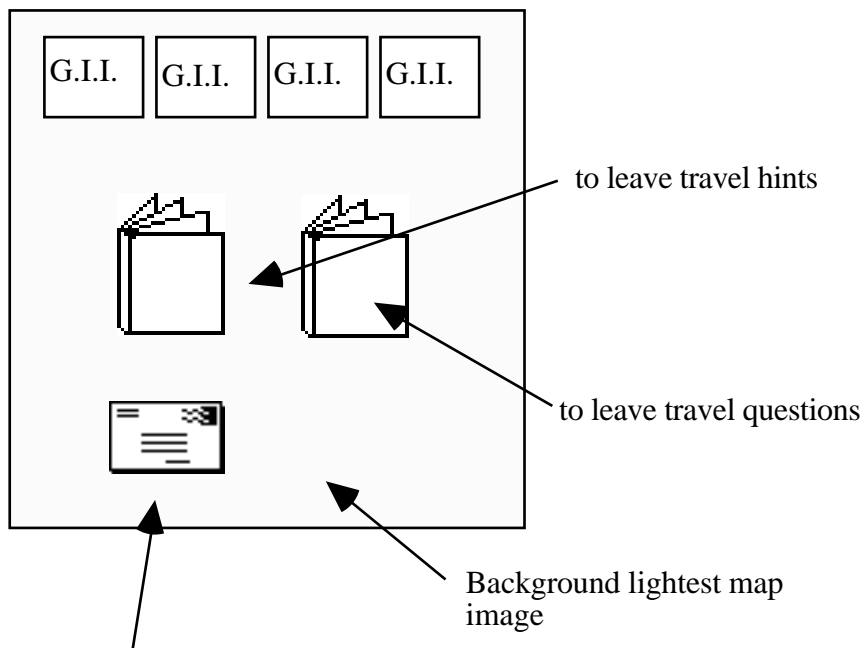 G.I.I. G.I.I. G.I.I. G.I.I.
to leave travel hints
to leave travel questions
Background lightest map
image